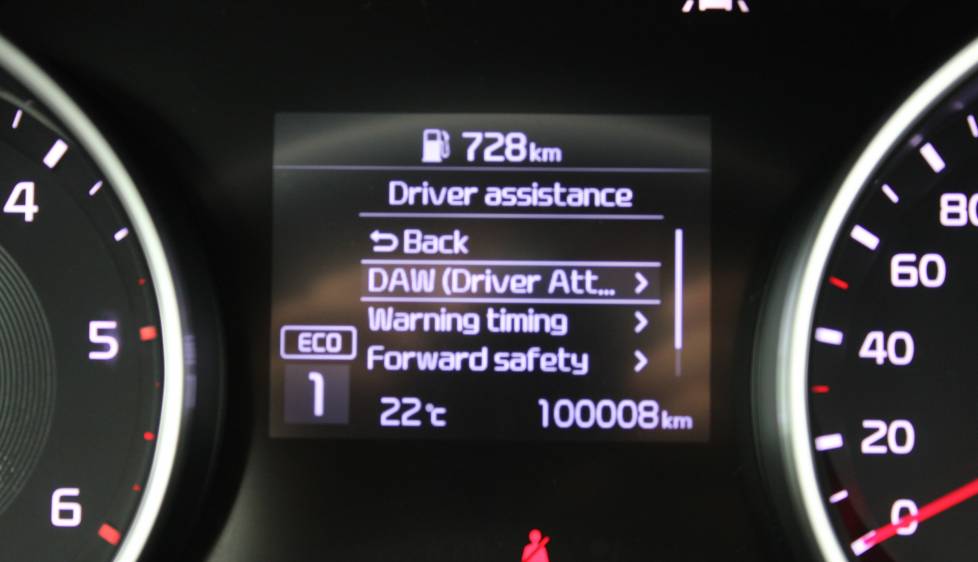 728km
Driver assistance
Back
DAW (Driver Att...
Warning timing
Forward safety
ECO
1
22°C
100008km
4
5
6
80
60
40
20
0